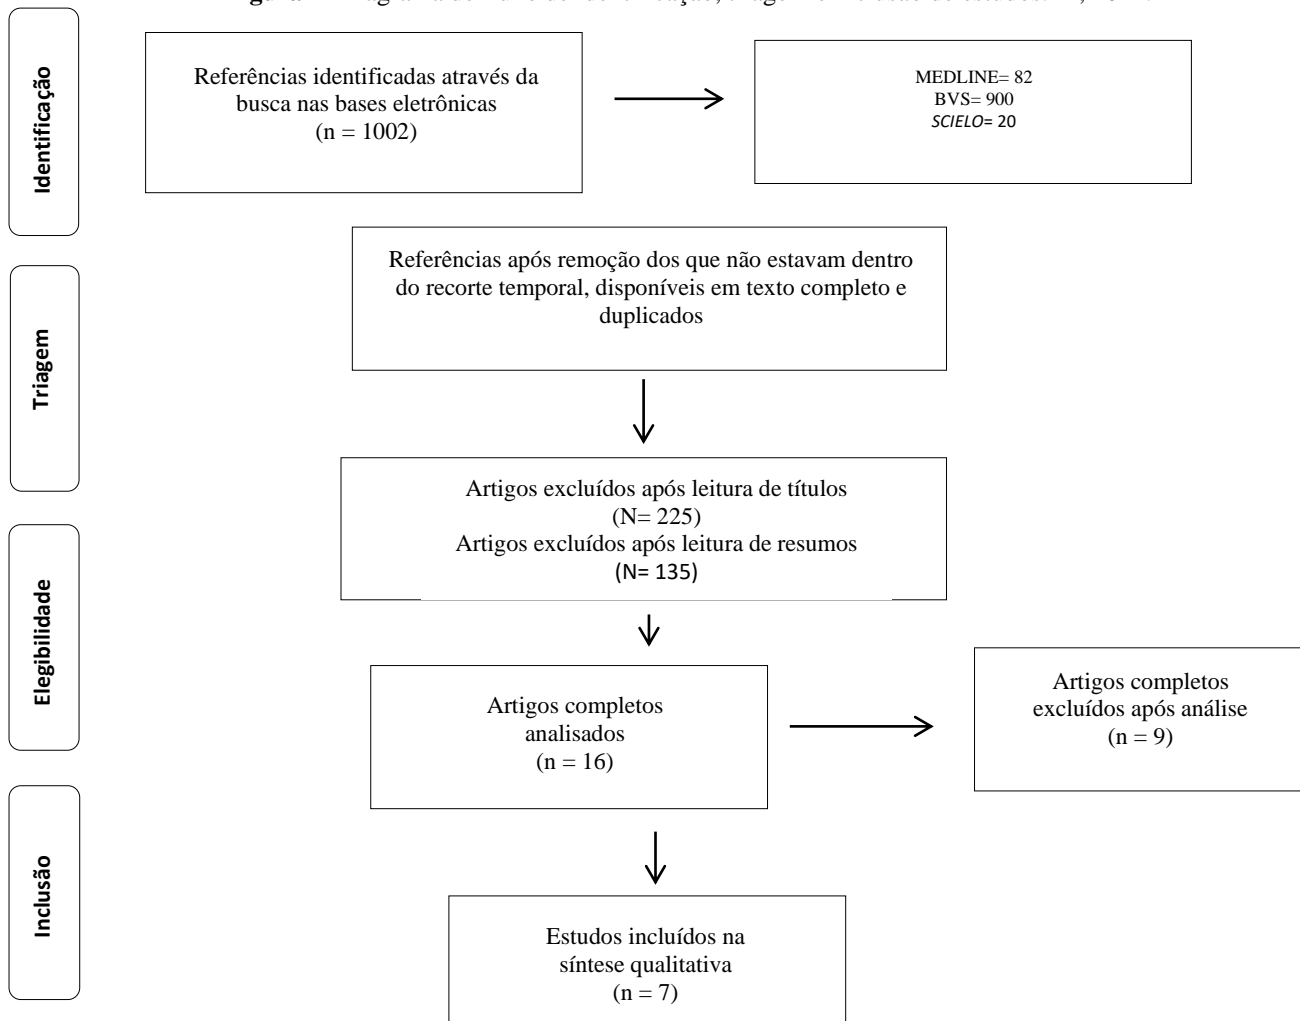 Identificação
Referências identificadas através da
busca nas bases eletrônicas
(n = 1002)
MEDLINE= 82
BVS= 900
SCIELO= 20
Triagem
Referências após remoção dos que não estavam dentro
do recorte temporal, disponíveis em texto completo e
duplicados
Artigos excluídos após leitura de títulos
(N= 225)
Artigos excluídos após leitura de resumos
(N= 135)
Elegibilidade
Artigos completos
analisados
(n = 16)
Artigos completos
excluídos após análise
(n = 9)
Inclusão
Estudos incluídos na
síntese qualitativa
(n = 7)